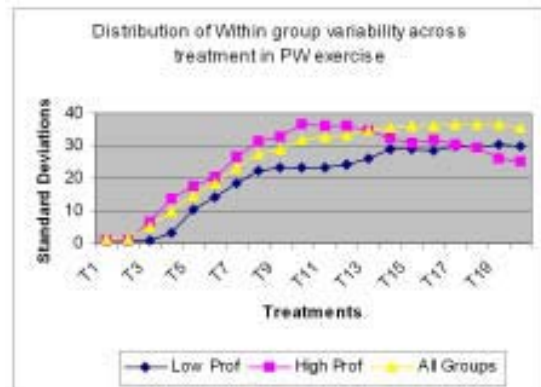 Distribution of Within group variability across
treatment in PW exercise
Standard Deviations
40
30
20
10
0
T1
T3
T5
T7
T9
T11
T13
T15
T17
T19
Treatments
Low Prof
High Prof
All Groups